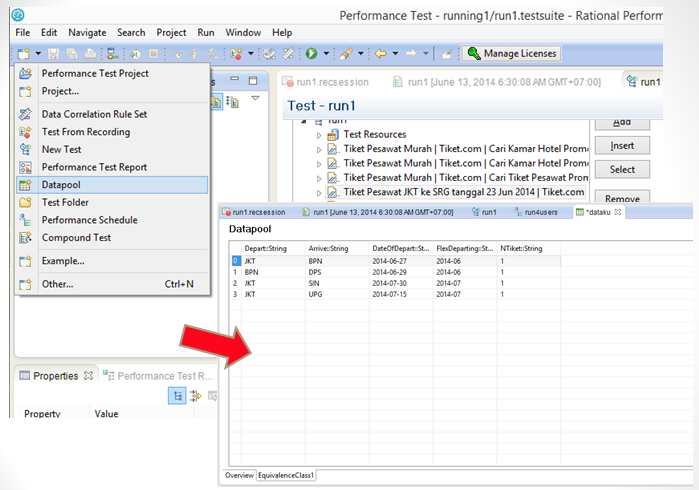 Performance Test - running1/run1.testsuite - Rational Perform
File Edit Navigate Search Project Run Window Help
Manage Licenses
Performance Test Project
Project...
Data Correlation Rule Set
Test From Recording
New Test
Performance Test Report
Datapool
Test Folder
Performance Schedule
Compound Test
Example...
Other... Ctrl+N
run1.recsession run1 [June 13, 2014 6:30:08 AM GMT+07:00] run1
Test - run1
Test Resources
Tiket Pesawat Murah | Tiket.com | Cari Kamar Hotel Prom
Tiket Pesawat Murah | Tiket.com | Cari Kamar Hotel Prom
Tiket Pesawat Murah | Tiket.com | Cari Tiket Pesawat Prom
Tiket Pesawat JKT ke SRG tanggal 23 Jun 2014 | Tiket.com
Add
Insert
Select
Remove
run1.recsession run1 [June 13, 2014 6:30:08 AM GMT+07:00] run1 run4users *dataku
Datapool
Depart::String Arrive::String DateOfDepart::St... FlexDeparting::St... NTiket::String
0 JKT BPN 2014-06-27 2014-06 1
1 BPN DPS 2014-06-29 2014-06 1
2 JKT SIN 2014-07-30 2014-07 1
3 JKT UPG 2014-07-15 2014-07 1
Overview EquivalenceClass1
Properties Performance Test R...
Property Value